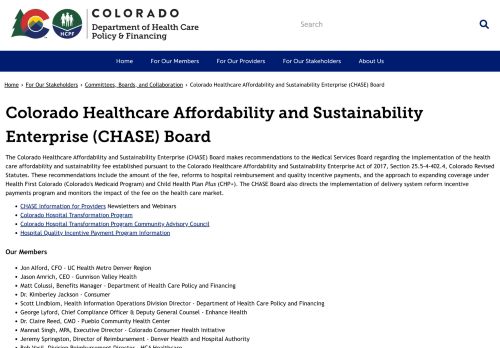 COLORADO
Department of Health Care
Policy & Financing
CO
HCPF
Search
Home
For Our Members
For Our Providers
For Our Stakeholders
About Us
Home › For Our Stakeholders › Committees, Boards, and Collaboration › Colorado Healthcare Affordability and Sustainability Enterprise (CHASE) Board
Colorado Healthcare Affordability and Sustainability
Enterprise (CHASE) Board
The Colorado Healthcare Affordability and Sustainability Enterprise (CHASE) Board makes recommendations to the Medical Services Board regarding the implementation of the health
care affordability and sustainability fee established pursuant to the Colorado Healthcare Affordability and Sustainability Enterprise Act of 2017, Section 25.5-4-402.4, Colorado Revised
Statutes. These recommendations include the amount of the fee, reforms to hospital reimbursement and quality incentive payments, and the approach to expanding coverage under
Health First Colorado (Colorado's Medicaid Program) and Child Health Plan Plus (CHP+). The CHASE Board also directs the implementation of delivery system reform incentive
payments program and monitors the impact of the fee on the health care market.
• CHASE Information for Providers Newsletters and Webinars
• Colorado Hospital Transformation Program
• Colorado Hospital Transformation Program Community Advisory Council
• Hospital Quality Incentive Payment Program Information
Our Members
• Jon Alford, CFO - UC Health Metro Denver Region
• Jason Amrich, CEO - Gunnison Valley Health
• Matt Colussi, Benefits Manager - Department of Health Care Policy and Financing
• Dr. Kimberley Jackson - Consumer
• Scott Lindblom, Health Information Operations Division Director - Department of Health Care Policy and Financing
• George Lyford, Chief Compliance Officer & Deputy General Counsel - Enhance Health
• Dr. Claire Reed, CMO - Pueblo Community Health Center
• Mannat Singh, MPA, Executive Director - Colorado Consumer Health Initiative
• Jeremy Springston, Director of Reimbursement - Denver Health and Hospital Authority